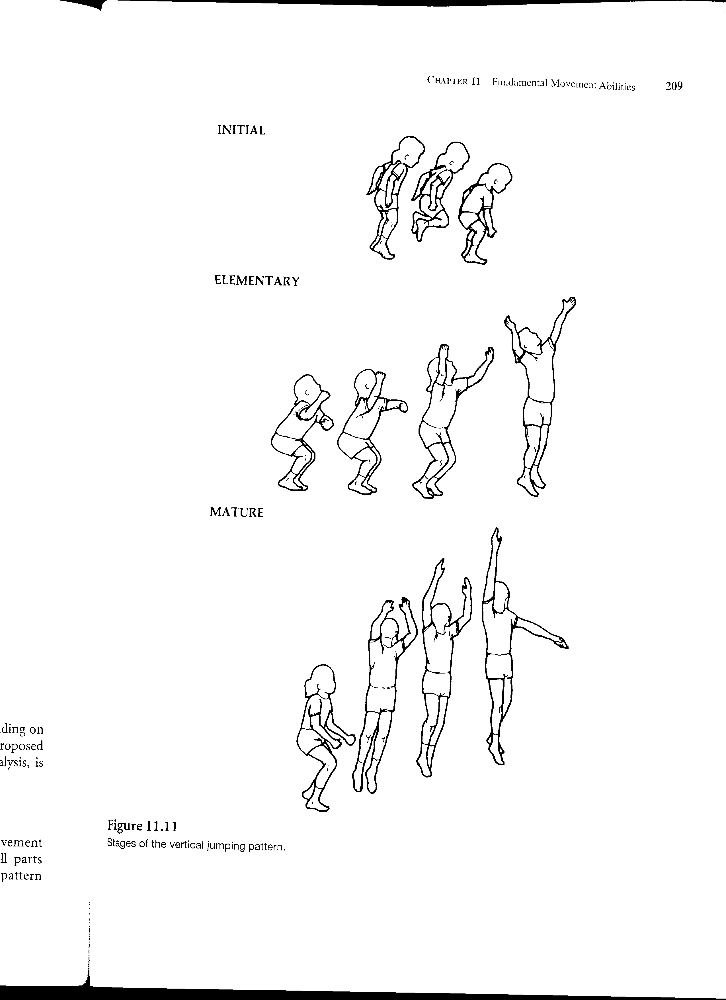 CHAPTER 11 Fundamental Movement Abilities 209
INITIAL
ELEMENTARY
MATURE
ding on
roposed
alysis, is
Figure 11.11
Stages of the vertical jumping pattern.
vement
ll parts
pattern